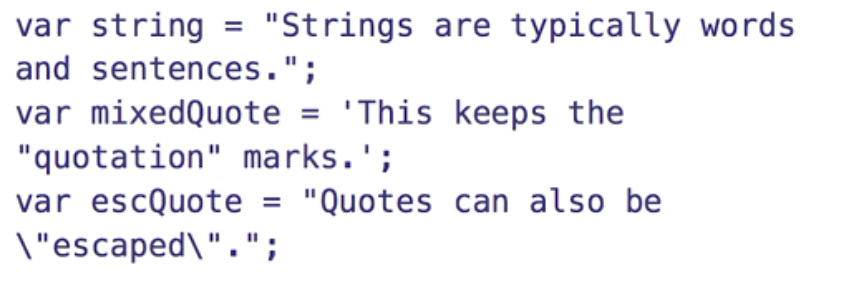 var string = "Strings are typically words
and sentences.";
var mixedQuote = 'This keeps the
"quotation" marks.';
var escQuote = "Quotes can also be
\"escaped\".";